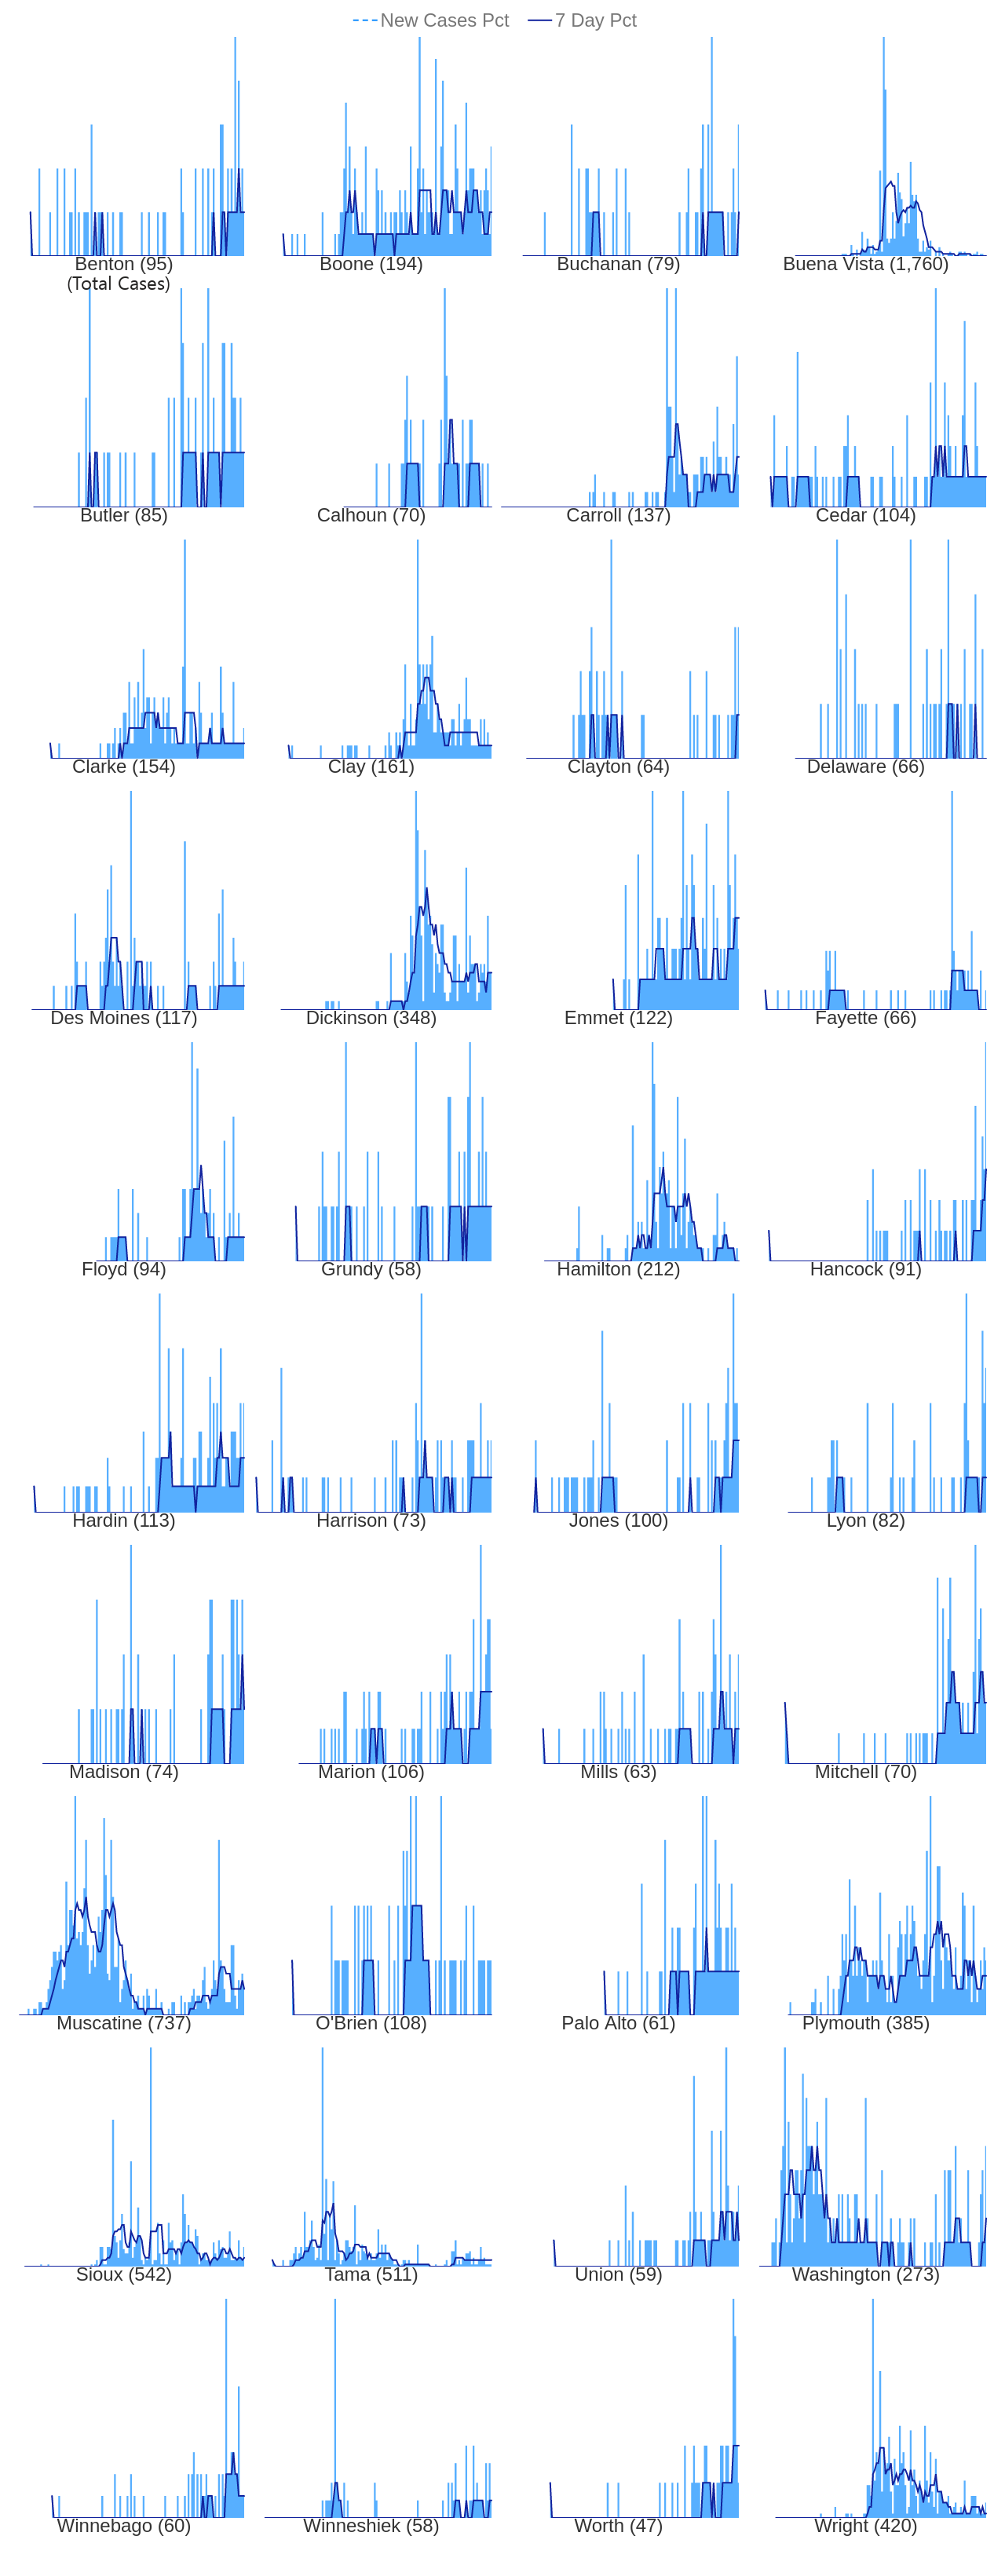 New Cases Pct 7 Day Pct
Benton (95) Boone (194) Buchanan (79) Buena Vista (1,760)
(Total Cases)
Butler (85) Calhoun (70) Carroll (137) Cedar (104)
Clarke (154) Clay (161) Clayton (64) Delaware (66)
Des Moines (117) Dickinson (348) Emmet (122) Fayette (66)
Floyd (94) Grundy (58) Hamilton (212) Hancock (91)
Hardin (113) Harrison (73) Jones (100) Lyon (82)
Madison (74) Marion (106) Mills (63) Mitchell (70)
Muscatine (737) O'Brien (108) Palo Alto (61) Plymouth (385)
Sioux (542) Tama (511) Union (59) Washington (273)
Winnebago (60) Winneshiek (58) Worth (47) Wright (420)